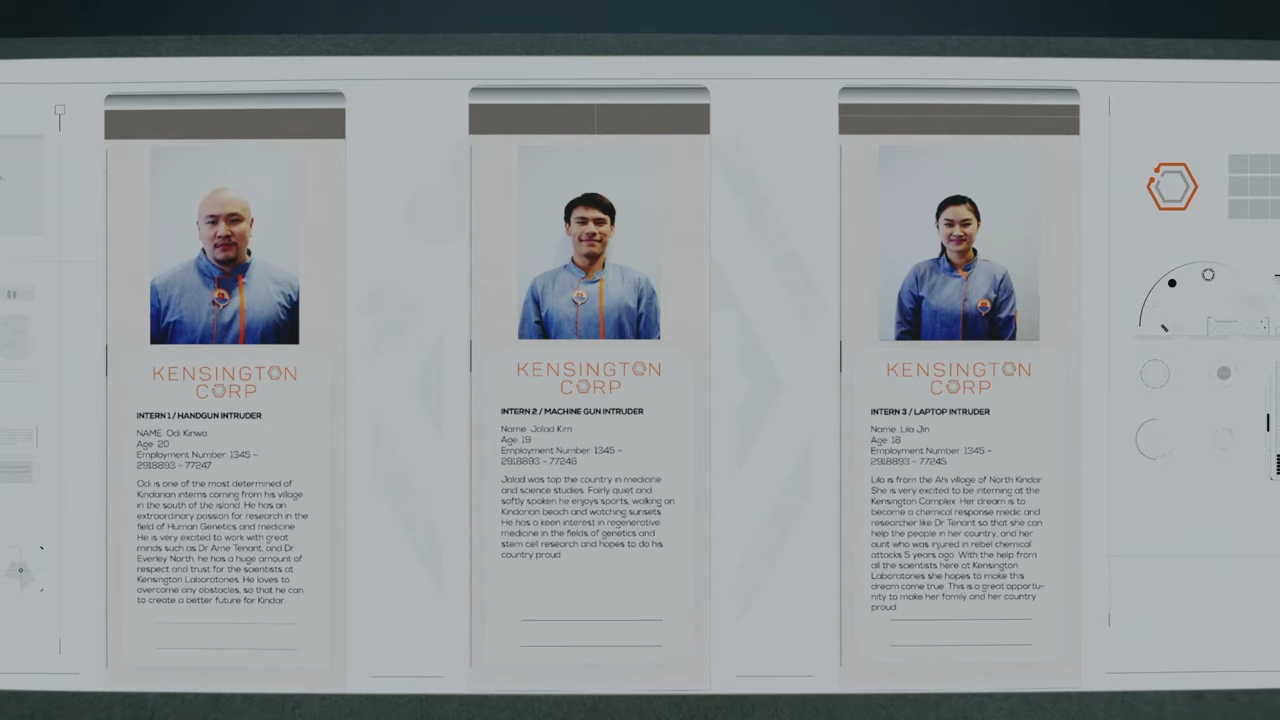 KENSINGTON
CORP
INTERN 1 / HANDGUN INTRUDER
NAME: Odi Kinwa
Age: 20
Employment Number: 1345 -
2918893 - 77247
Odi is one of the most determined of
Kindarian interns coming from his village
in the south of the island. He has an
extraordinary passion for research in the
field of Human Genetics and medicine
He is very excited to work with great
minds such as Dr Arne Tenant, and Dr
Everley North, he has a huge amount of
respect and trust for the scientists at
Kensington Laboratories. He loves to
overcome any obstacles, so that he can
to create a better future for Kindar
KENSINGTON
CORP
INTERN 2 / MACHINE GUN INTRUDER
Name: Jalad Kim
Age: 19
Employment Number: 1345 -
2918893 - 77246
Jalad was top the country in medicine
and science studies. Fairly quiet and
softly spoken he enjoys sports, walking on
Kindarian beach and watching sunsets.
He has a keen interest in regenerative
medicine in the fields of genetics and
stem cell research and hopes to do his
country proud
KENSINGTON
CORP
INTERN 3 / LAPTOP INTRUDER
Name: Lila Jin
Age: 18
Employment Number: 1345 -
2918893 - 77245
Lila is from the Ahi village of North Kindar
She is very excited to be interning at the
Kensington Complex. Her dream is to
become a chemical response medic and
researcher like Dr Tenant so that she can
help the people in her country, and her
aunt who was injured in rebel chemical
attacks 5 years ago. With the help from
all the scientists here at Kensington
Laboratories she hopes to make this
dream come true. This is a great opportu-
nity to make her family and her country
proud